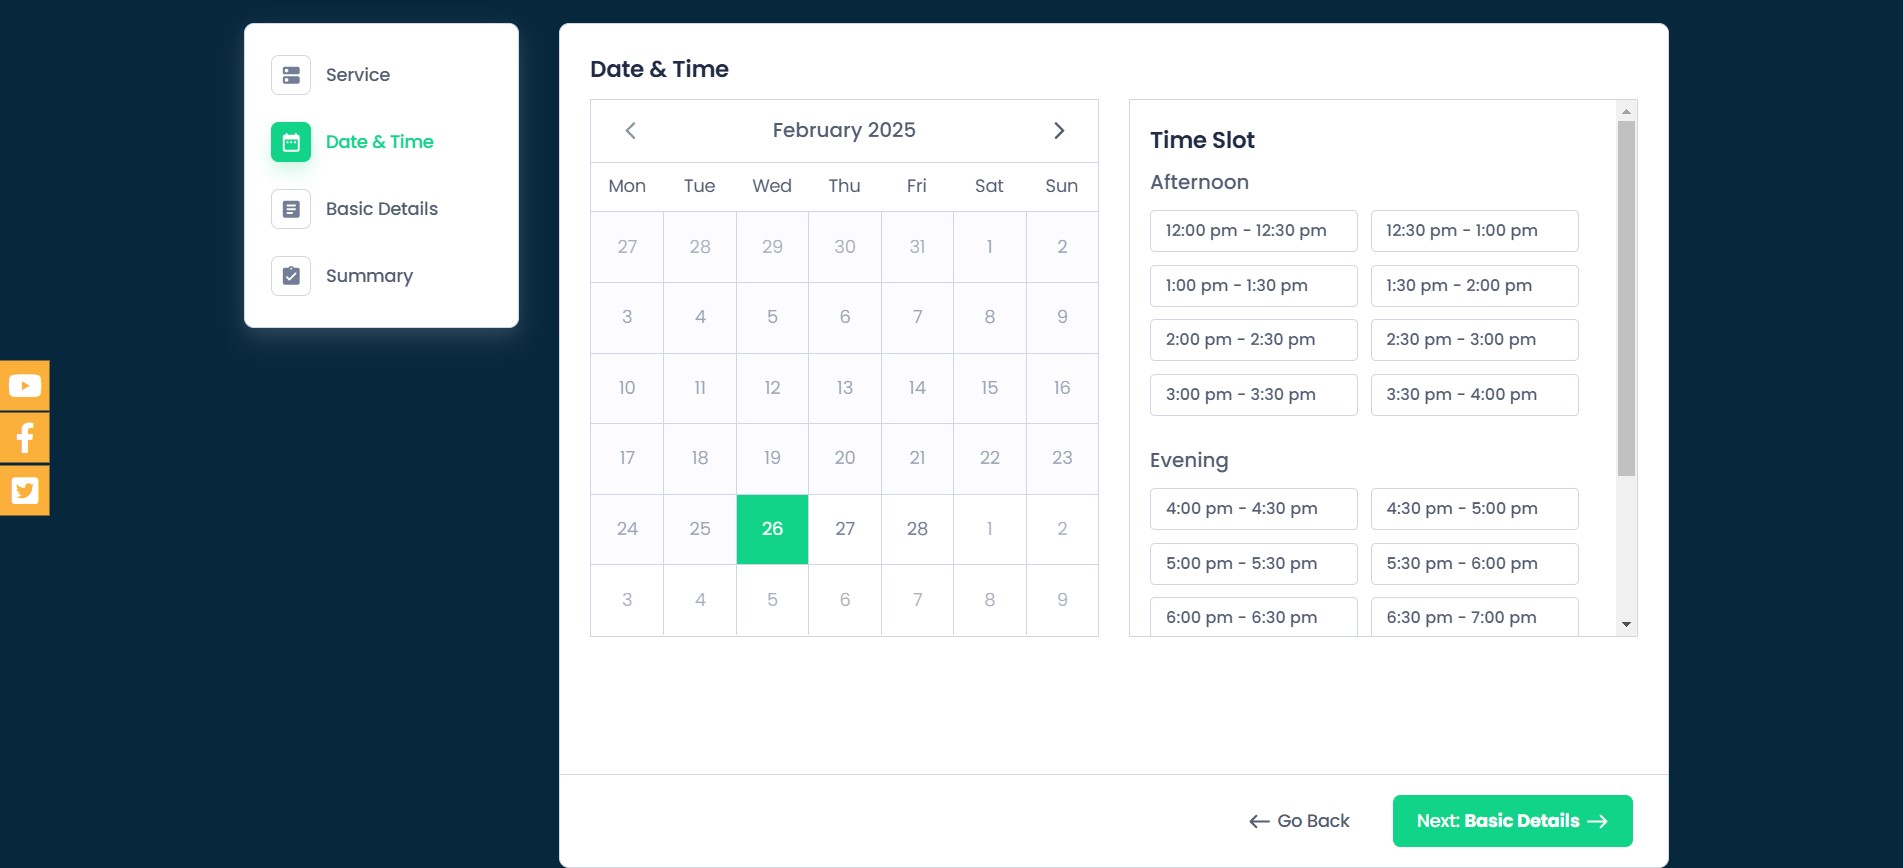 Service
Date & Time
Basic Details
Summary
Date & Time
February 2025
Mon Tue Wed Thu Fri Sat Sun
27 28 29 30 31 1 2
3 4 5 6 7 8 9
10 11 12 13 14 15 16
17 18 19 20 21 22 23
24 25 26 27 28 1 2
3 4 5 6 7 8 9
Time Slot
Afternoon
12:00 pm - 12:30 pm 12:30 pm - 1:00 pm
1:00 pm - 1:30 pm 1:30 pm - 2:00 pm
2:00 pm - 2:30 pm 2:30 pm - 3:00 pm
3:00 pm - 3:30 pm 3:30 pm - 4:00 pm
Evening
4:00 pm - 4:30 pm 4:30 pm - 5:00 pm
5:00 pm - 5:30 pm 5:30 pm - 6:00 pm
6:00 pm - 6:30 pm 6:30 pm - 7:00 pm
← Go Back Next: Basic Details →